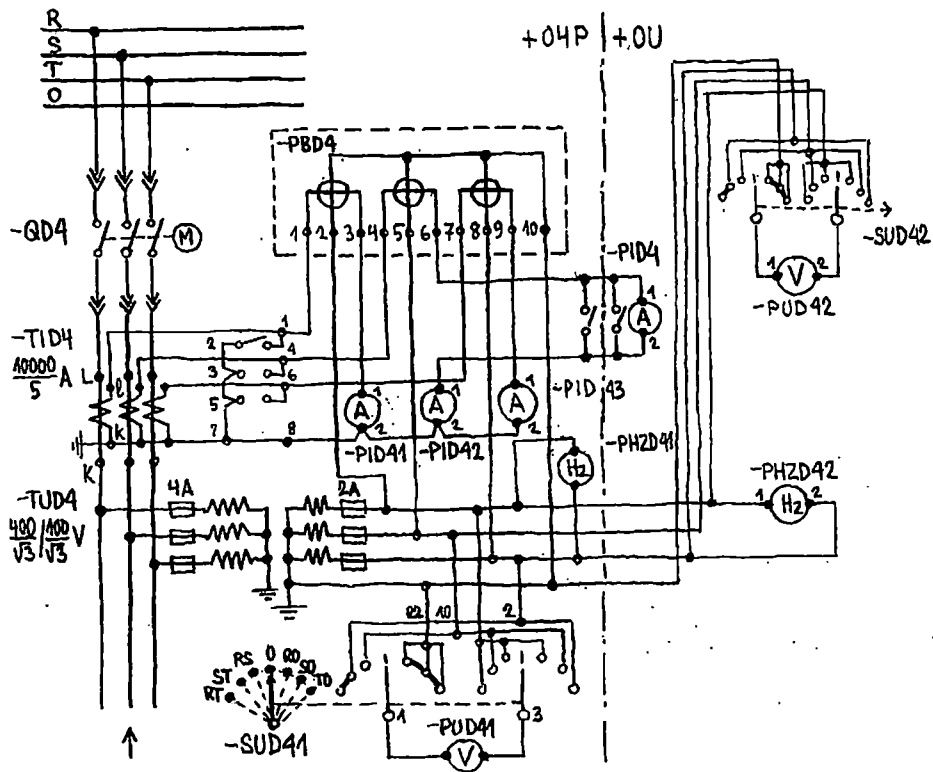 R
S
T
O
+04P
+0U
-PBD4
1 2 3 4 5 6 7 8 9 10
-QD4
M
-SUD42
-PID4
1
A
2
1 V 2
-PUD42
-TID4
10000/5 A
L
l
k
K
1
2
4
3
6
5
7
8
1
A
2
-PID41
1
A
2
-PID42
1
A
2
-PID43
-PHZD41
Hz
-PHZD42
1 Hz 2
-TUD4
400/√3 / 100/√3 V
4A
2A
22
10
2
RT
ST
RS
O
RO
SO
TO
-SUD41
1
3
-PUD41
V